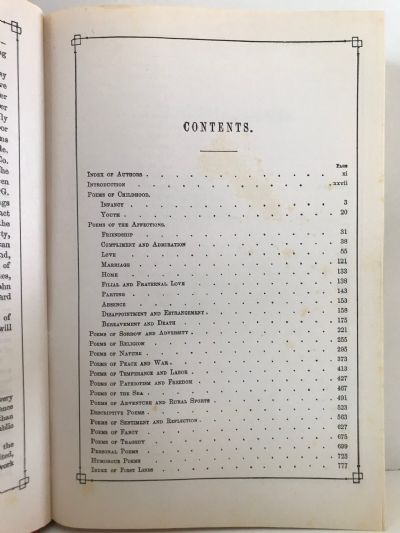 CONTENTS.
PAGE
INDEX OF AUTHORS . . . . . . . . . . xi
INTRODUCTION . . . . . . . . . . xxvii
POEMS OF CHILDHOOD.
INFANCY . . . . . . . . . . 3
YOUTH . . . . . . . . . . 20
POEMS OF THE AFFECTIONS.
FRIENDSHIP . . . . . . . . . . 31
COMPLIMENT AND ADMIRATION . . . . . . . . 38
LOVE . . . . . . . . . . 55
MARRIAGE . . . . . . . . . . 121
HOME . . . . . . . . . . 133
FILIAL AND FRATERNAL LOVE . . . . . . . . 138
PARTING . . . . . . . . . . 143
ABSENCE . . . . . . . . . . 153
DISAPPOINTMENT AND ESTRANGEMENT . . . . . . 158
BEREAVEMENT AND DEATH . . . . . . . . 175
POEMS OF SORROW AND ADVERSITY . . . . . . . 221
POEMS OF RELIGION . . . . . . . . . 255
POEMS OF NATURE . . . . . . . . . 295
POEMS OF PEACE AND WAR . . . . . . . . 373
POEMS OF TEMPERANCE AND LABOR . . . . . . . 413
POEMS OF PATRIOTISM AND FREEDOM . . . . . . . 427
POEMS OF THE SEA . . . . . . . . . 467
POEMS OF ADVENTURE AND RURAL SPORTS . . . . . . 491
DESCRIPTIVE POEMS . . . . . . . . . 523
POEMS OF SENTIMENT AND REFLECTION . . . . . . 563
POEMS OF FANCY . . . . . . . . . 627
POEMS OF TRAGEDY . . . . . . . . . 675
PERSONAL POEMS . . . . . . . . . 699
HUMOROUS POEMS . . . . . . . . . 723
INDEX OF FIRST LINES . . . . . . . . . 777